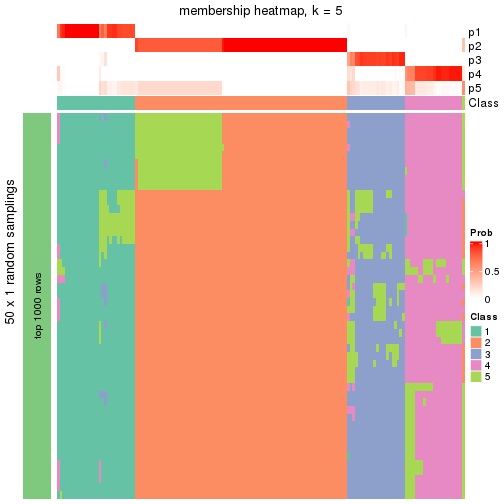 membership heatmap, k = 5
p1
p2
p3
p4
p5
Class
50 x 1 random samplings
top 1000 rows
Prob
1
0.5
0
Class
1
2
3
4
5